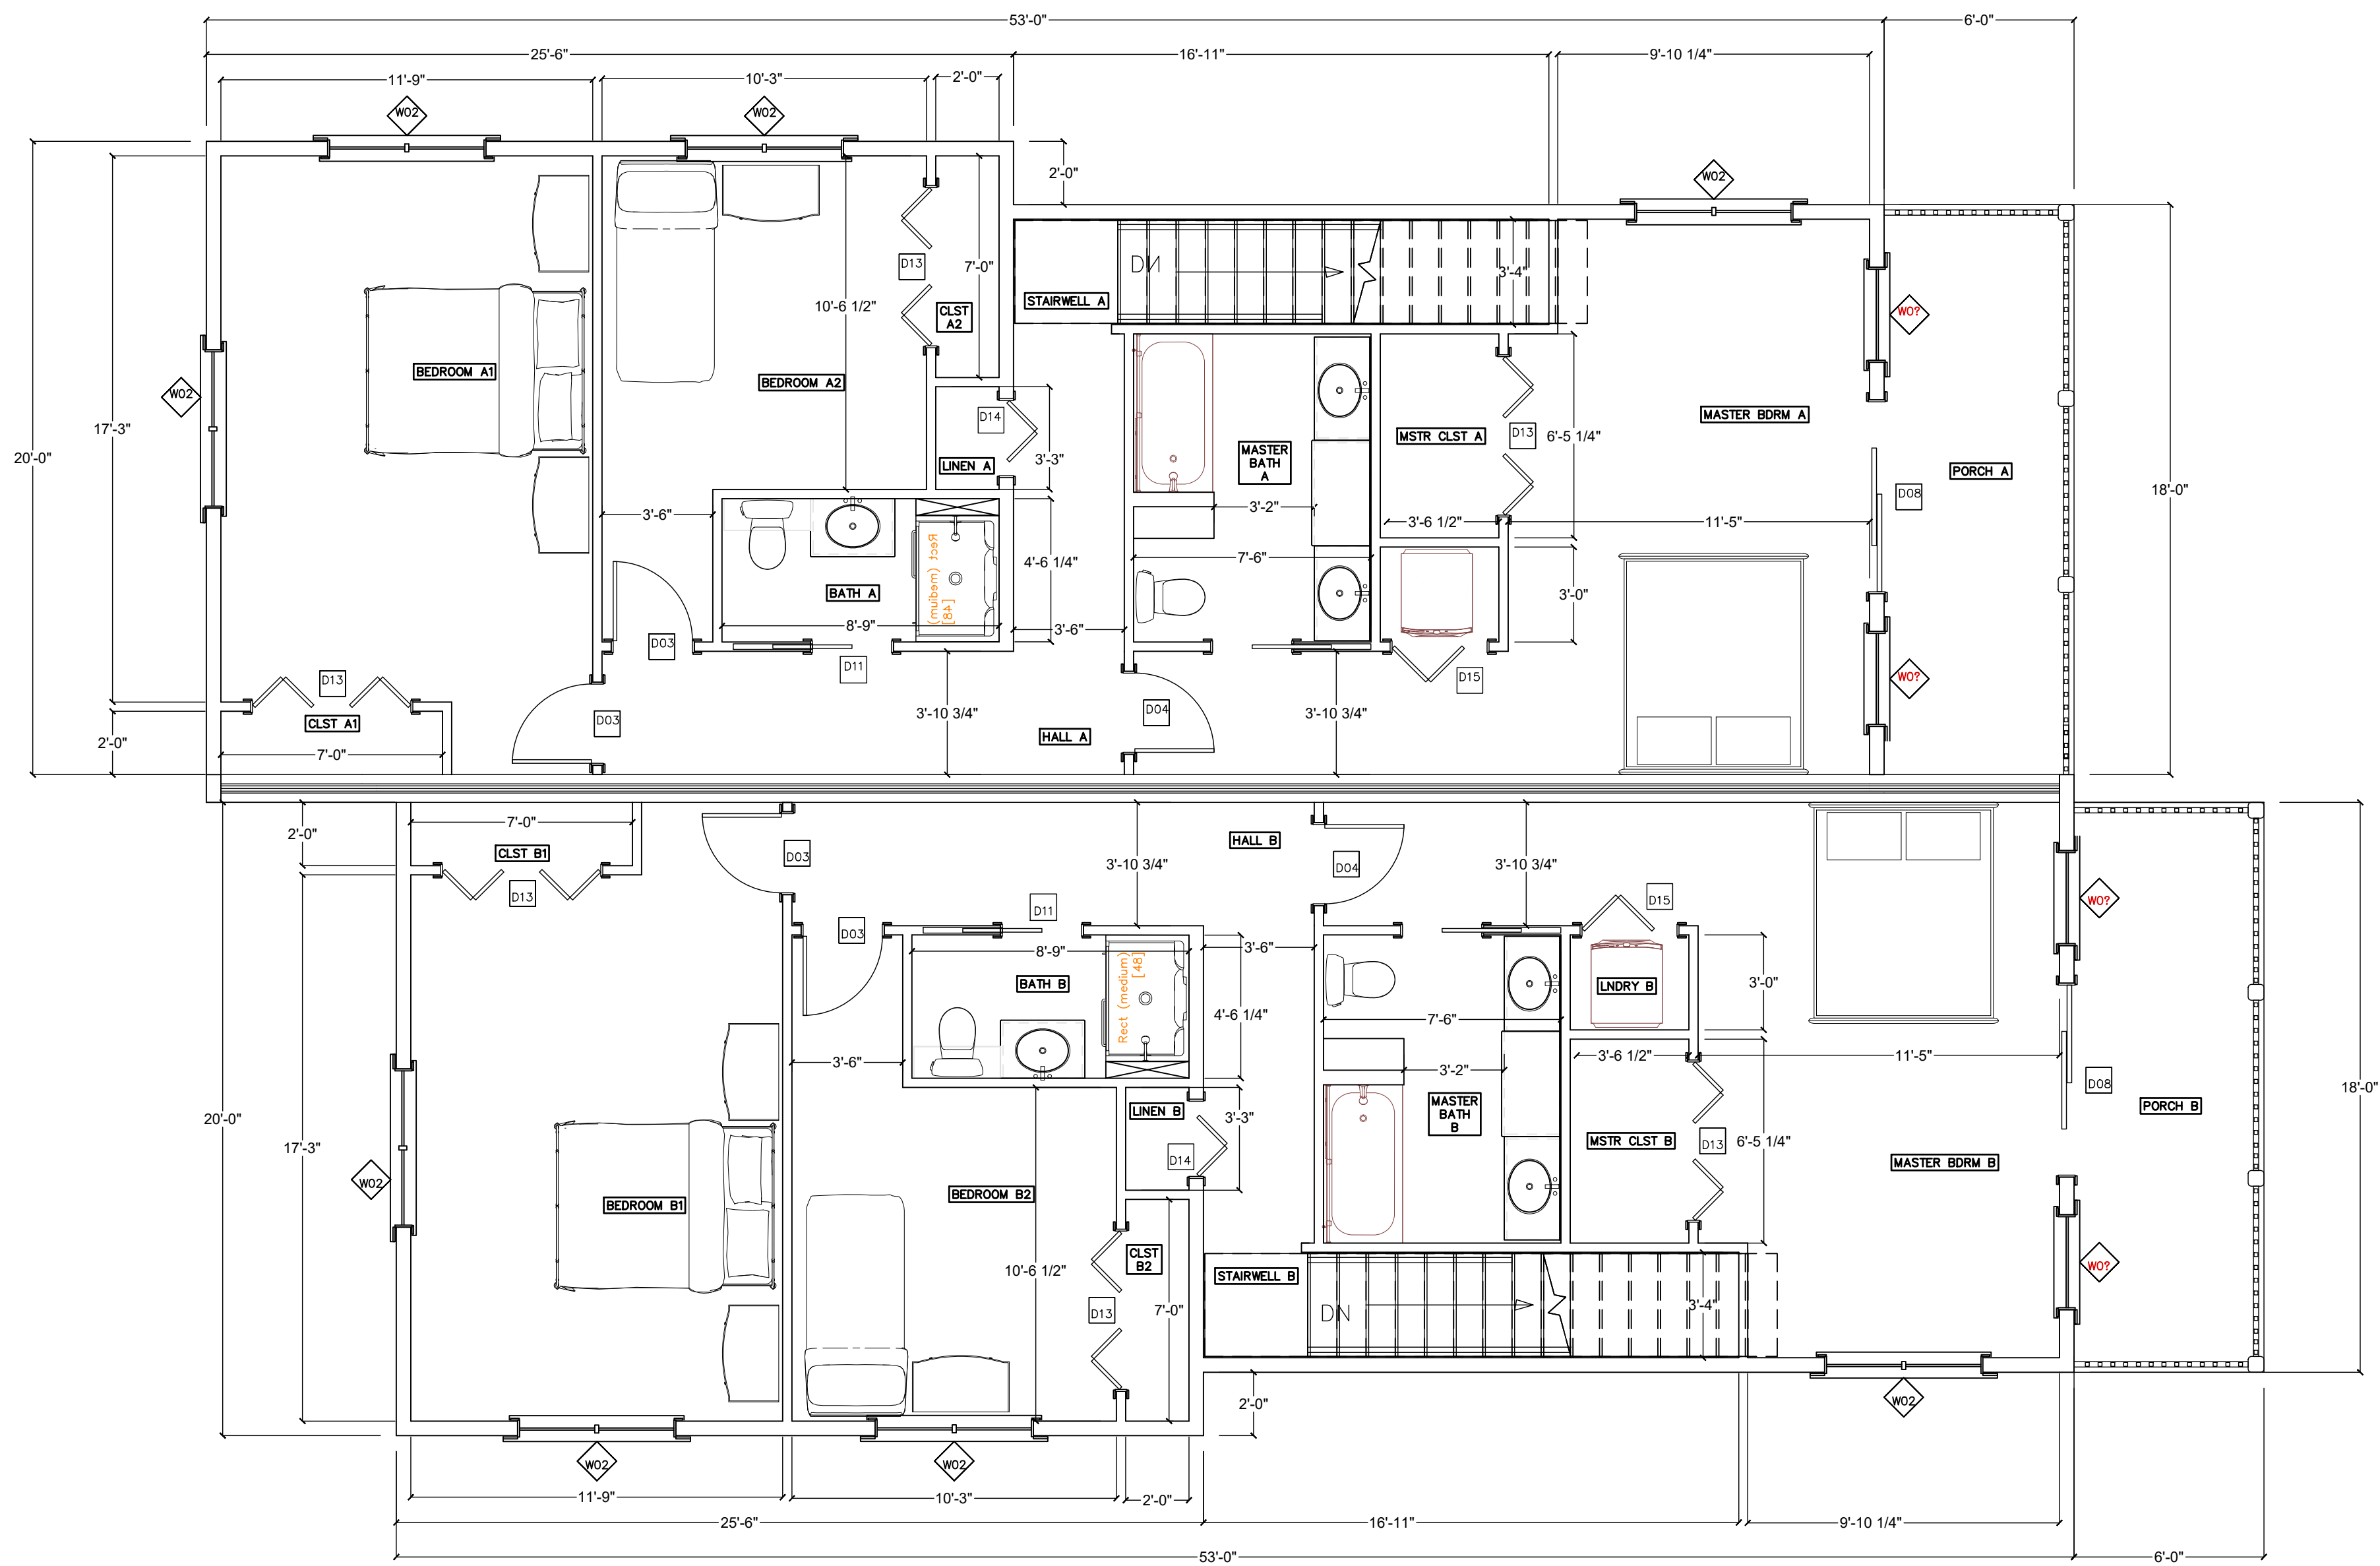 53'-0"
6'-0"
25'-6"
16'-11"
9'-10 1/4"
11'-9"
10'-3"
2'-0"
W02
W02
2'-0"
W02
DN
3'-4"
D13
7'-0"
STAIRWELL A
10'-6 1/2"
WO?
CLST
A2
BEDROOM A1
BEDROOM A2
W02
D14
MASTER BDRM A
17'-3"
20'-0"
MSTR CLST A
D13
6'-5 1/4"
MASTER
BATH
A
LINEN A
3'-3"
PORCH A
18'-0"
D08
3'-6"
3'-2"
3'-6 1/2"
11'-5"
Rect (medium)
[48]
4'-6 1/4"
7'-6"
BATH A
3'-0"
8'-9"
3'-6"
D03
D11
D15
WO?
D13
CLST A1
D03
3'-10 3/4"
D04
3'-10 3/4"
HALL A
2'-0"
7'-0"
7'-0"
2'-0"
HALL B
CLST B1
D03
3'-10 3/4"
D04
3'-10 3/4"
D13
D11
D03
D15
WO?
8'-9"
3'-6"
BATH B
Rect (medium)
[48]
LNDRY B
3'-0"
4'-6 1/4"
7'-6"
3'-6"
3'-2"
3'-6 1/2"
11'-5"
D08
18'-0"
LINEN B
3'-3"
MASTER
BATH
B
PORCH B
20'-0"
17'-3"
MSTR CLST B
D13
6'-5 1/4"
D14
MASTER BDRM B
W02
BEDROOM B1
BEDROOM B2
CLST
B2
10'-6 1/2"
STAIRWELL B
WO?
D13
7'-0"
DN
3'-4"
2'-0"
W02
W02
W02
11'-9"
10'-3"
2'-0"
25'-6"
16'-11"
9'-10 1/4"
53'-0"
6'-0"